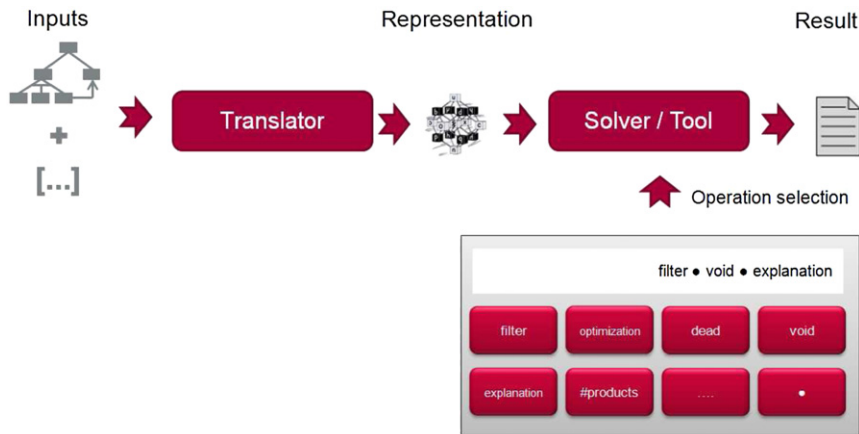 Inputs
Representation
Result
Translator
Solver / Tool
+
[...]
Operation selection
filter • void • explanation
filter
optimization
dead
void
explanation
#products
....
•